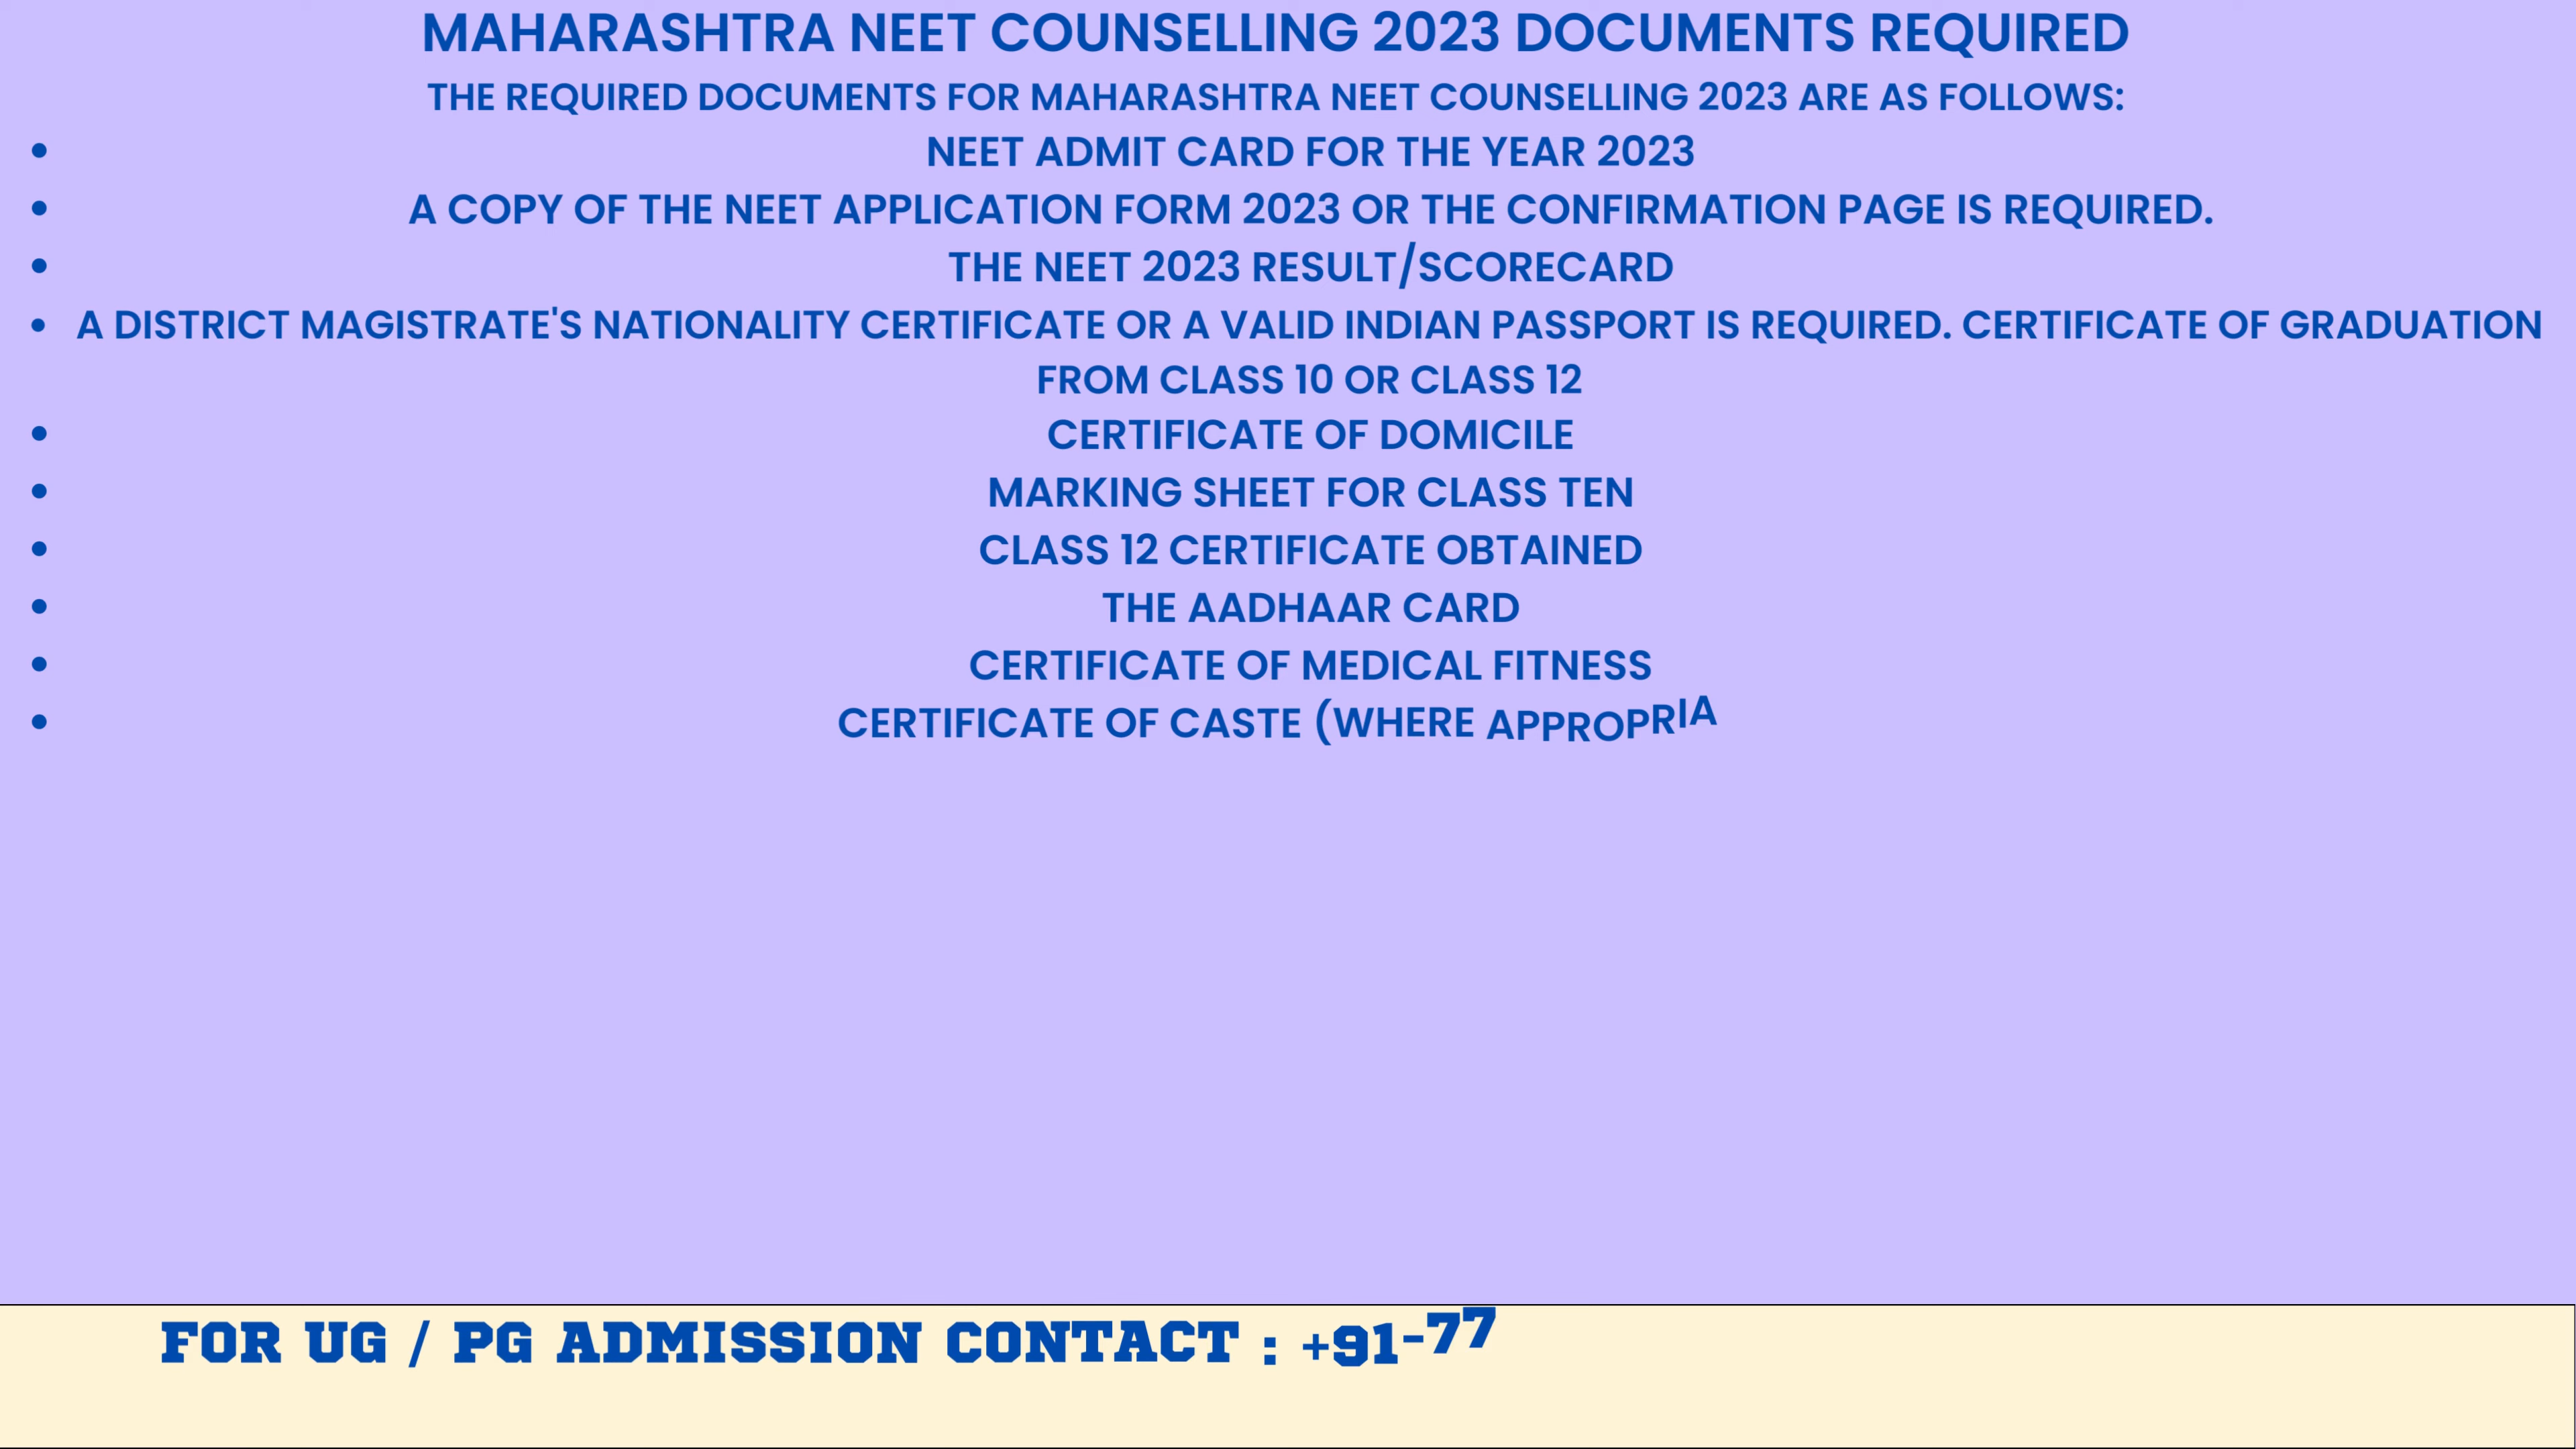 MAHARASHTRA NEET COUNSELLING 2023 DOCUMENTS REQUIRED
THE REQUIRED DOCUMENTS FOR MAHARASHTRA NEET COUNSELLING 2023 ARE AS FOLLOWS:
• NEET ADMIT CARD FOR THE YEAR 2023
• A COPY OF THE NEET APPLICATION FORM 2023 OR THE CONFIRMATION PAGE IS REQUIRED.
• THE NEET 2023 RESULT/SCORECARD
• A DISTRICT MAGISTRATE'S NATIONALITY CERTIFICATE OR A VALID INDIAN PASSPORT IS REQUIRED. CERTIFICATE OF GRADUATION
FROM CLASS 10 OR CLASS 12
• CERTIFICATE OF DOMICILE
• MARKING SHEET FOR CLASS TEN
• CLASS 12 CERTIFICATE OBTAINED
• THE AADHAAR CARD
• CERTIFICATE OF MEDICAL FITNESS
• CERTIFICATE OF CASTE (WHERE APPROPRIA
FOR UG / PG ADMISSION CONTACT : +91-77